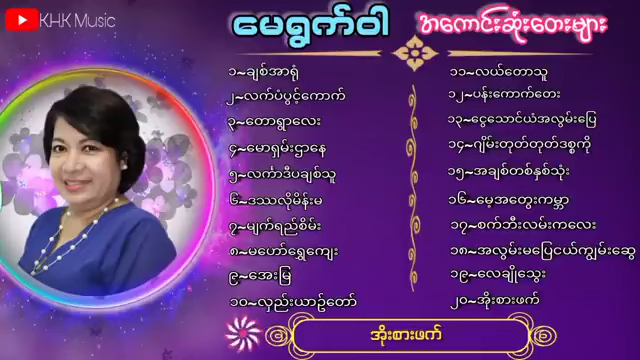 KHK Music
မေရွက်ဝါ အကောင်းဆုံးတေးများ
၁~ချစ်အာရုံ
၂~လက်ပံပွင့်ကောက်
၃~တောရွာလေး
၄~မောရှမ်းဌာနေ
၅~လင်္ကာဒီပချစ်သူ
၆~ဒဿလိုမိန်းမ
၇~မျက်ရည်စိမ်း
၈~မဟော်ရွှေကျေး
၉~အေးမြ
၁၀~လှည်းယာဥ်တော်
၁၁~လယ်တောသူ
၁၂~ပန်းကောက်တေး
၁၃~ငွေသောင်ယံအလွမ်းပြေ
၁၄~ဂျိမ်းတုတ်တုတ်ဒစ္စကို
၁၅~အချစ်တစ်နှစ်သုံး
၁၆~မေ့အတွေးကမ္ဘာ
၁၇~စက်ဘီးလမ်းကလေး
၁၈~အလွမ်းမပြေငယ်ကျွမ်းဆွေ
၁၉~လေချိုသွေး
၂၀~အိုးစားဖက်
အိုးစားဖက်